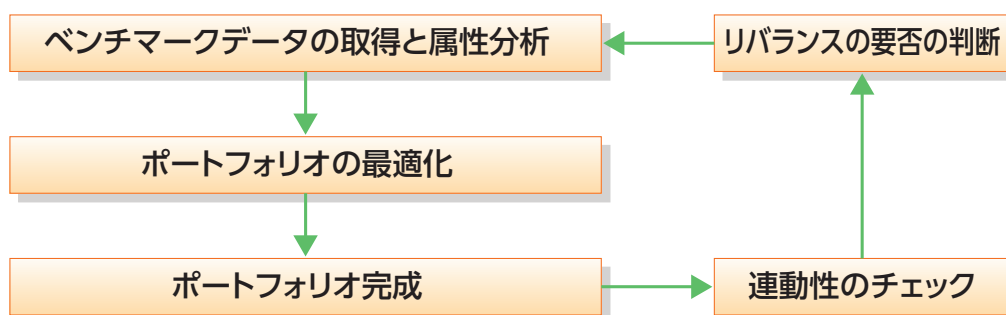 ベンチマークデータの取得と属性分析
リバランスの要否の判断
ポートフォリオの最適化
ポートフォリオ完成
連動性のチェック